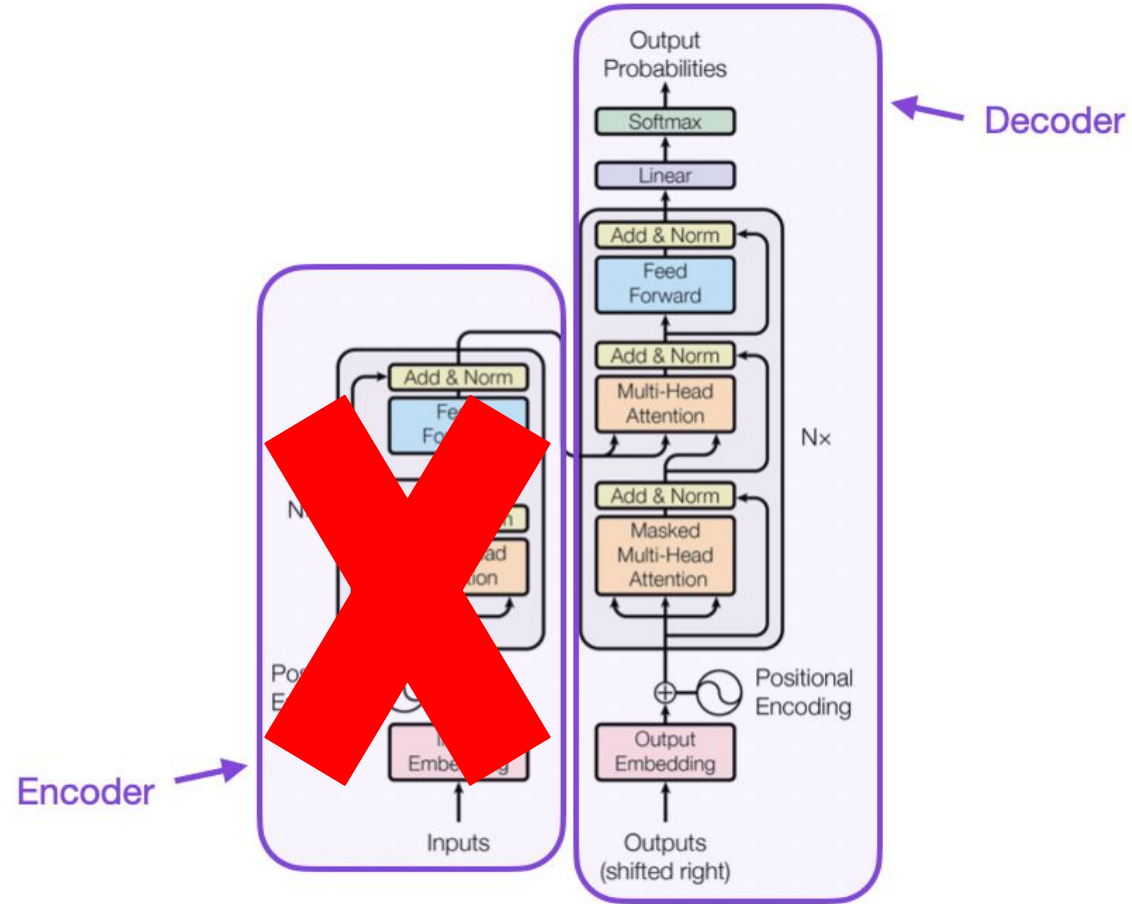 Output
Probabilities
Softmax
Linear
Add & Norm
Feed
Forward
Add & Norm
Multi-Head
Attention
Nx
Add & Norm
Masked
Multi-Head
Attention
Positional
Encoding
Output
Embedding
Outputs
(shifted right)
Decoder
Add & Norm
Inputs
Encoder